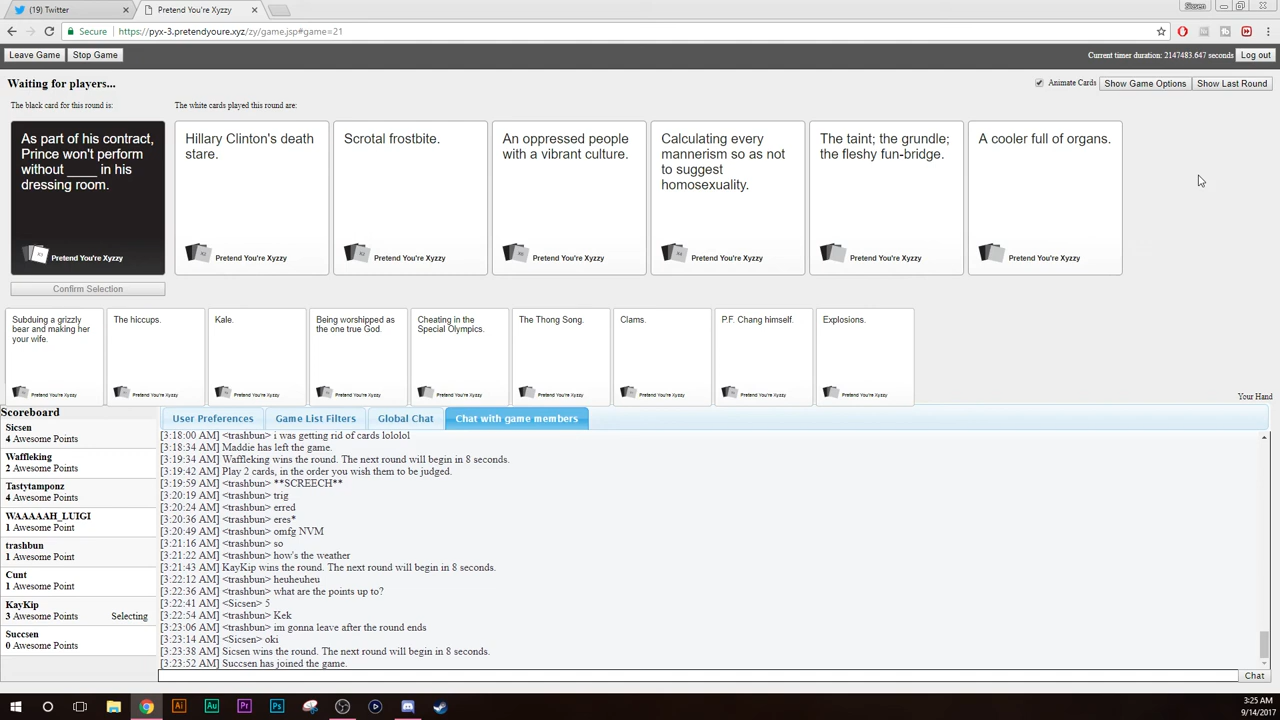 (19) Twitter
Pretend You're Xyzzy
Sicsen
Secure
https://pyx-3.pretendyoure.xyz/zy/game.jsp#game=21
Leave Game
Stop Game
Current timer duration: 2147483.647 seconds
Log out
Waiting for players...
Animate Cards
Show Game Options
Show Last Round
The black card for this round is:
The white cards played this round are:
As part of his contract,
Prince won't perform
without ____ in his
dressing room.
Pretend You're Xyzzy
Hillary Clinton's death
stare.
Pretend You're Xyzzy
Scrotal frostbite.
Pretend You're Xyzzy
An oppressed people
with a vibrant culture.
Pretend You're Xyzzy
Calculating every
mannerism so as not
to suggest
homosexuality.
Pretend You're Xyzzy
The taint; the grundle;
the fleshy fun-bridge.
Pretend You're Xyzzy
A cooler full of organs.
Pretend You're Xyzzy
Confirm Selection
Subduing a grizzly
bear and making her
your wife.
Pretend You're Xyzzy
The hiccups.
Pretend You're Xyzzy
Kale.
Pretend You're Xyzzy
Being worshipped as
the one true God.
Pretend You're Xyzzy
Cheating in the
Special Olympics.
Pretend You're Xyzzy
The Thong Song.
Pretend You're Xyzzy
Clams.
Pretend You're Xyzzy
P.F. Chang himself.
Pretend You're Xyzzy
Explosions.
Pretend You're Xyzzy
Your Hand
Scoreboard
Sicsen
4 Awesome Points
Waffleking
2 Awesome Points
Tastytamponz
4 Awesome Points
WAAAAAH_LUIGI
1 Awesome Point
trashbun
1 Awesome Point
Cunt
1 Awesome Point
KayKip
3 Awesome Points Selecting
Succsen
0 Awesome Points
User Preferences
Game List Filters
Global Chat
Chat with game members
[3:18:00 AM] <trashbun> i was getting rid of cards lololol
[3:18:34 AM] Maddie has left the game.
[3:19:34 AM] Waffleking wins the round. The next round will begin in 8 seconds.
[3:19:42 AM] Play 2 cards, in the order you wish them to be judged.
[3:19:59 AM] <trashbun> **SCREECH**
[3:20:19 AM] <trashbun> trig
[3:20:24 AM] <trashbun> erred
[3:20:36 AM] <trashbun> eres*
[3:20:49 AM] <trashbun> omfg NVM
[3:21:16 AM] <trashbun> so
[3:21:22 AM] <trashbun> how's the weather
[3:21:43 AM] KayKip wins the round. The next round will begin in 8 seconds.
[3:22:12 AM] <trashbun> heuheuheu
[3:22:36 AM] <trashbun> what are the points up to?
[3:22:41 AM] <Sicsen> 5
[3:22:54 AM] <trashbun> Kek
[3:23:06 AM] <trashbun> im gonna leave after the round ends
[3:23:14 AM] <Sicsen> oki
[3:23:38 AM] Sicsen wins the round. The next round will begin in 8 seconds.
[3:23:52 AM] Succsen has joined the game.
Chat
Ai
Au
Pr
Ps
3:25 AM
9/14/2017